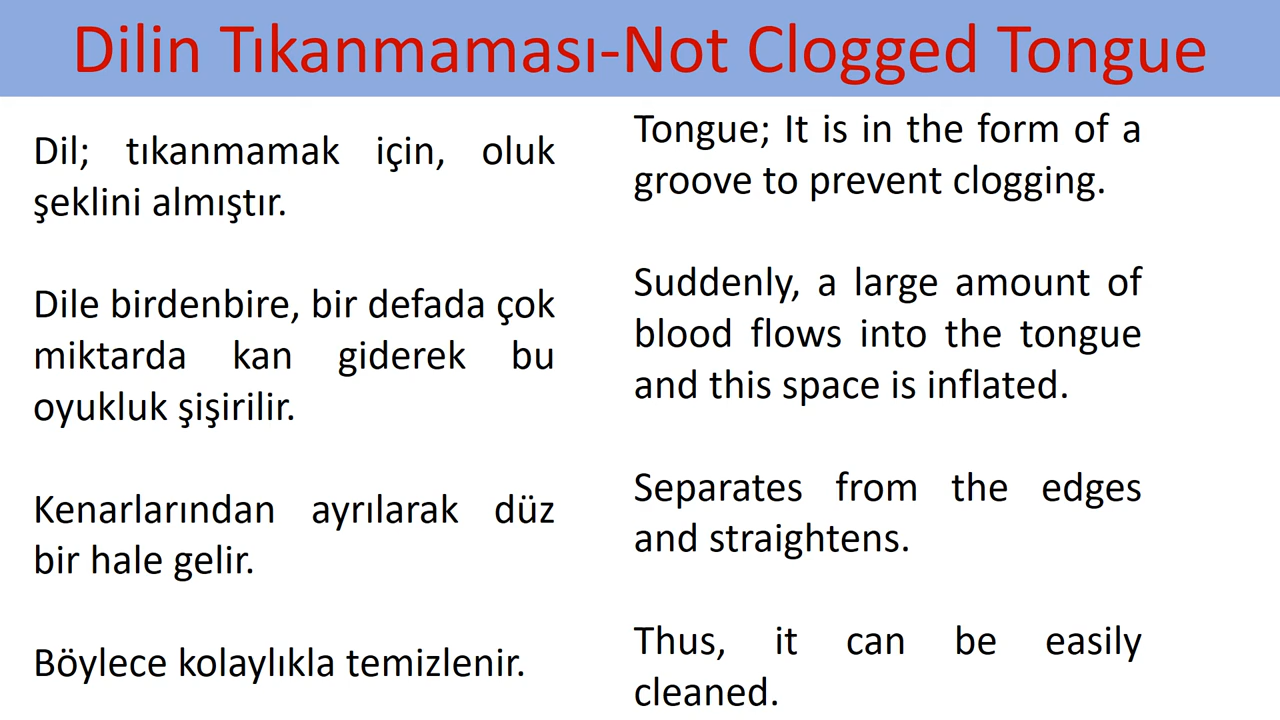 Dilin Tıkanmaması-Not Clogged Tongue
Dil; tıkanmamak için, oluk
şeklini almıştır.
Dile birdenbire, bir defada çok
miktarda kan giderek bu
oyukluk şişirilir.
Kenarlarından ayrılarak düz
bir hale gelir.
Böylece kolaylıkla temizlenir.
Tongue; It is in the form of a
groove to prevent clogging.
Suddenly, a large amount of
blood flows into the tongue
and this space is inflated.
Separates from the edges
and straightens.
Thus, it can be easily
cleaned.